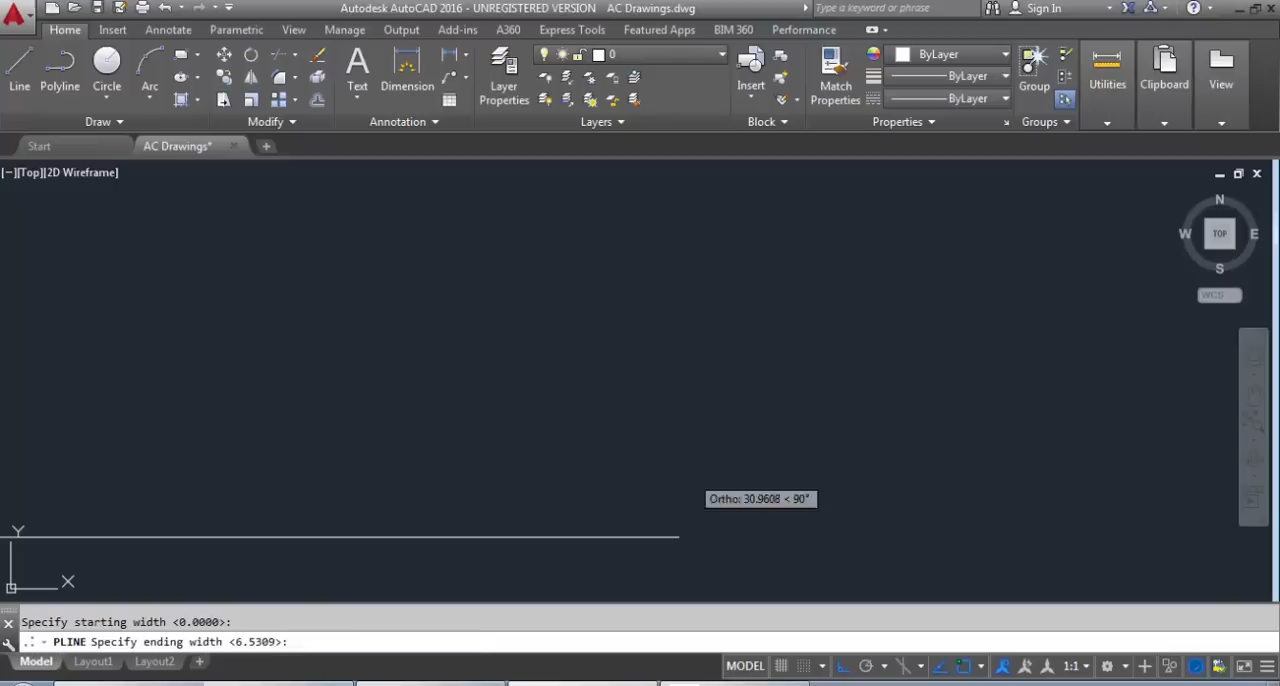 Autodesk AutoCAD 2016 - UNREGISTERED VERSION AC Drawings.dwg
Type a keyword or phrase
Sign In
Home Insert Annotate Parametric View Manage Output Add-ins A360 Express Tools Featured Apps BIM 360 Performance
0
ByLayer
ByLayer
ByLayer
Line Polyline Circle Arc
Text Dimension
Layer
Properties
Insert
Match
Properties
Group
Utilities Clipboard View
Draw Modify Annotation Layers Block Properties Groups
Start AC Drawings*
[−][Top][2D Wireframe]
N
W TOP E
S
WCS
Ortho: 30.9608 < 90°
Y
X
Specify starting width <0.0000>:
PLINE Specify ending width <6.5309>:
Model Layout1 Layout2
MODEL 1:1